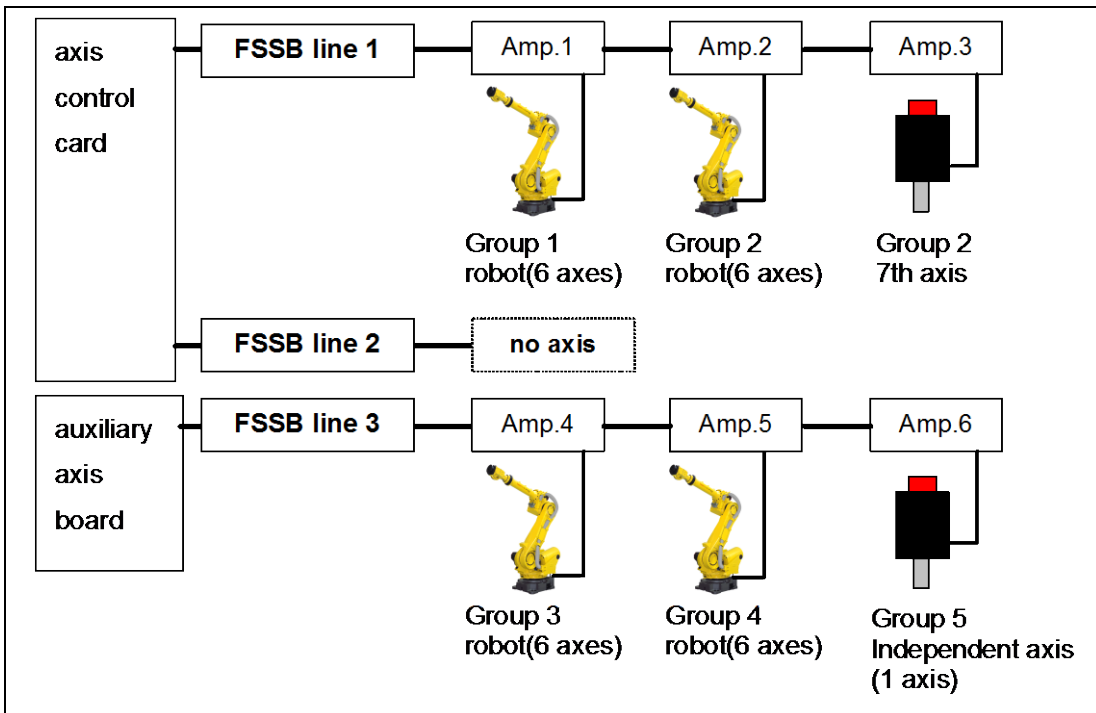 axis
control
card
FSSB line 1
Amp.1
Amp.2
Amp.3
Group 1
robot(6 axes)
Group 2
robot(6 axes)
Group 2
7th axis
FSSB line 2
no axis
auxiliary
axis
board
FSSB line 3
Amp.4
Amp.5
Amp.6
Group 3
robot(6 axes)
Group 4
robot(6 axes)
Group 5
Independent axis
(1 axis)